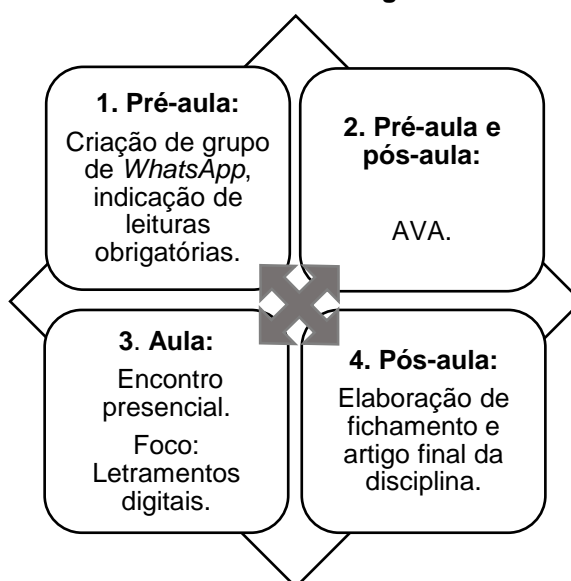 1. Pré-aula:
Criação de grupo
de WhatsApp,
indicação de
leituras
obrigatórias.
2. Pré-aula e
pós-aula:
AVA.
3. Aula:
Encontro
presencial.
Foco:
Letramentos
digitais.
4. Pós-aula:
Elaboração de
fichamento e
artigo final da
disciplina.